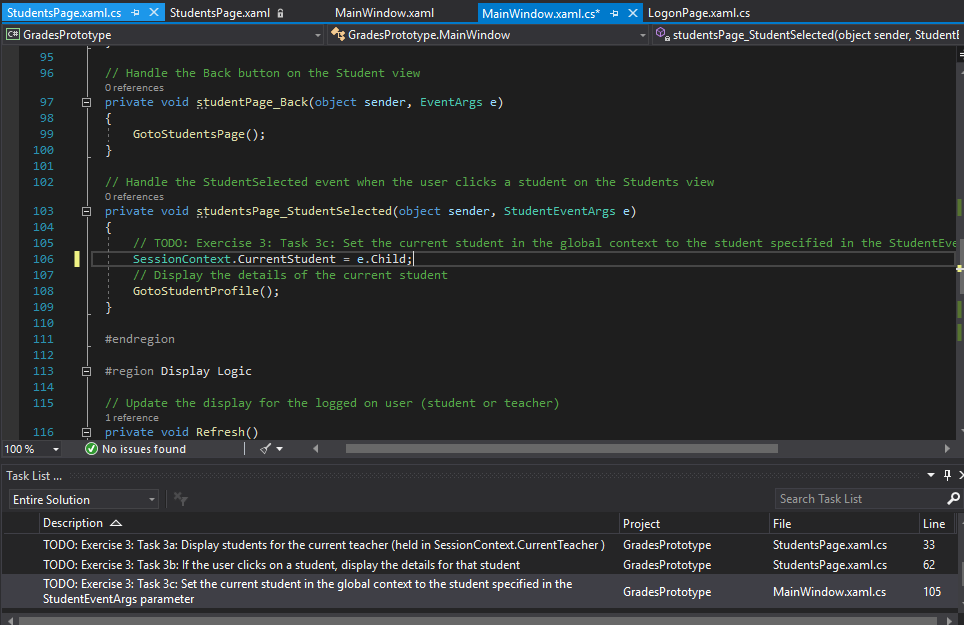 StudentsPage.xaml.cs StudentsPage.xaml MainWindow.xaml MainWindow.xaml.cs* LogonPage.xaml.cs
C# GradesPrototype GradesPrototype.MainWindow studentsPage_StudentSelected(object sender, StudentE
95
96 // Handle the Back button on the Student view
0 references
97 private void studentPage_Back(object sender, EventArgs e)
98 {
99 GotoStudentsPage();
100 }
101
102 // Handle the StudentSelected event when the user clicks a student on the Students view
0 references
103 private void studentsPage_StudentSelected(object sender, StudentEventArgs e)
104 {
105 // TODO: Exercise 3: Task 3c: Set the current student in the global context to the student specified in the StudentEve
106 SessionContext.CurrentStudent = e.Child;
107 // Display the details of the current student
108 GotoStudentProfile();
109 }
110
111 #endregion
112
113 #region Display Logic
114
115 // Update the display for the logged on user (student or teacher)
1 reference
116 private void Refresh()
100 % No issues found
Task List ...
Entire Solution Search Task List
Description Project File Line
TODO: Exercise 3: Task 3a: Display students for the current teacher (held in SessionContext.CurrentTeacher ) GradesPrototype StudentsPage.xaml.cs 33
TODO: Exercise 3: Task 3b: If the user clicks on a student, display the details for that student GradesPrototype StudentsPage.xaml.cs 62
TODO: Exercise 3: Task 3c: Set the current student in the global context to the student specified in the
StudentEventArgs parameter GradesPrototype MainWindow.xaml.cs 105